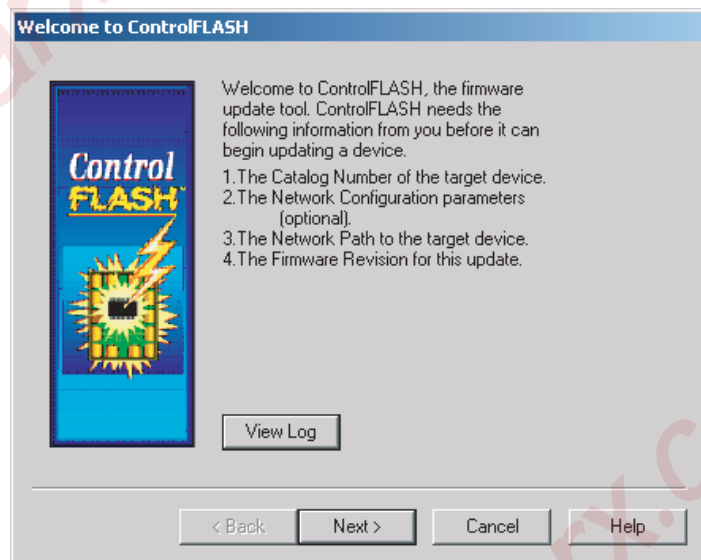 Welcome to ControlFLASH
Control
FLASH
Welcome to ControlFLASH, the firmware
update tool. ControlFLASH needs the
following information from you before it can
begin updating a device.
1.The Catalog Number of the target device.
2.The Network Configuration parameters
(optional).
3.The Network Path to the target device.
4.The Firmware Revision for this update.
View Log
< Back
Next >
Cancel
Help